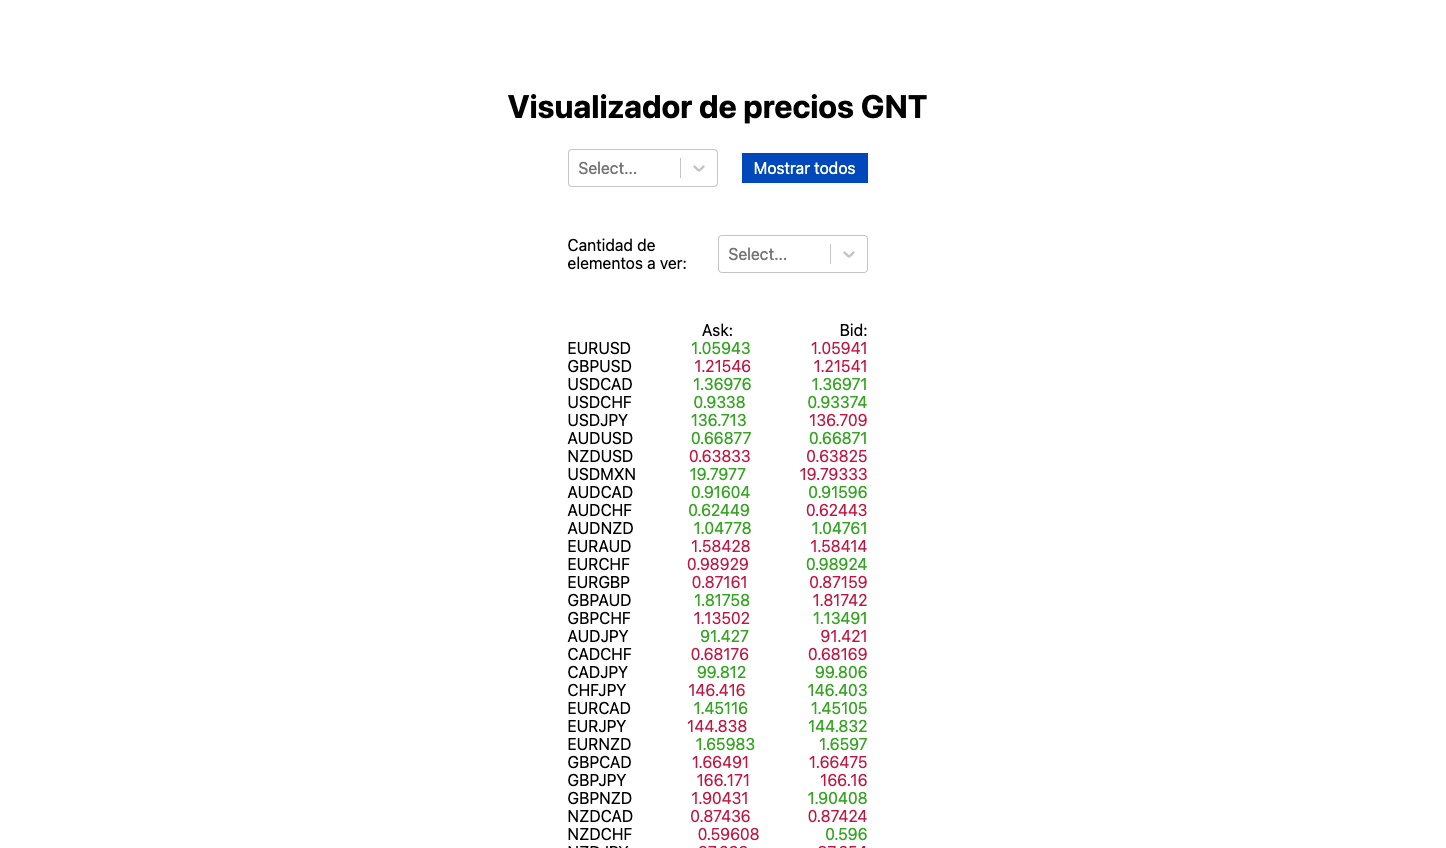 Visualizador de precios GNT
Select... Mostrar todos
Cantidad de
elementos a ver: Select...
Ask: Bid:
EURUSD 1.05943 1.05941
GBPUSD 1.21546 1.21541
USDCAD 1.36976 1.36971
USDCHF 0.9338 0.93374
USDJPY 136.713 136.709
AUDUSD 0.66877 0.66871
NZDUSD 0.63833 0.63825
USDMXN 19.7977 19.79333
AUDCAD 0.91604 0.91596
AUDCHF 0.62449 0.62443
AUDNZD 1.04778 1.04761
EURAUD 1.58428 1.58414
EURCHF 0.98929 0.98924
EURGBP 0.87161 0.87159
GBPAUD 1.81758 1.81742
GBPCHF 1.13502 1.13491
AUDJPY 91.427 91.421
CADCHF 0.68176 0.68169
CADJPY 99.812 99.806
CHFJPY 146.416 146.403
EURCAD 1.45116 1.45105
EURJPY 144.838 144.832
EURNZD 1.65983 1.6597
GBPCAD 1.66491 1.66475
GBPJPY 166.171 166.16
GBPNZD 1.90431 1.90408
NZDCAD 0.87436 0.87424
NZDCHF 0.59608 0.596